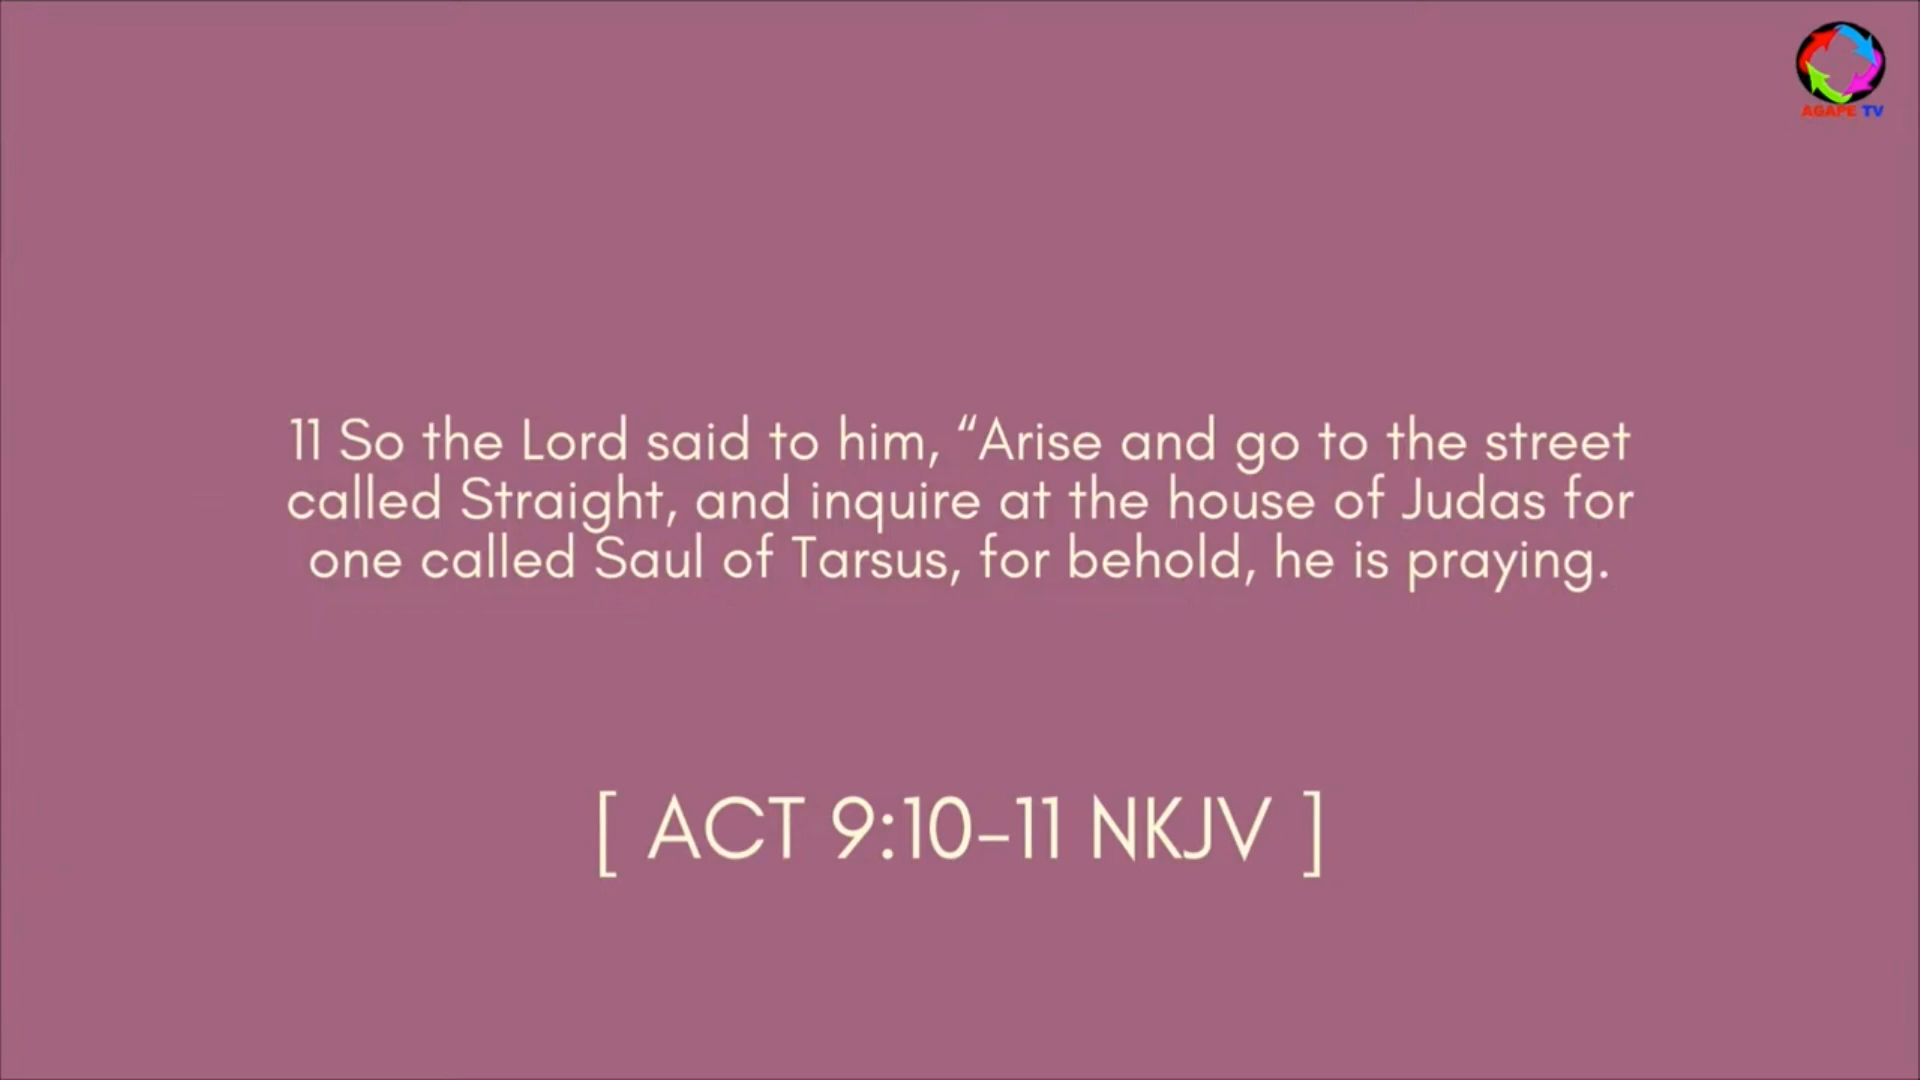 AGAPE TV
11 So the Lord said to him, “Arise and go to the street
called Straight, and inquire at the house of Judas for
one called Saul of Tarsus, for behold, he is praying.
[ ACT 9:10-11 NKJV ]